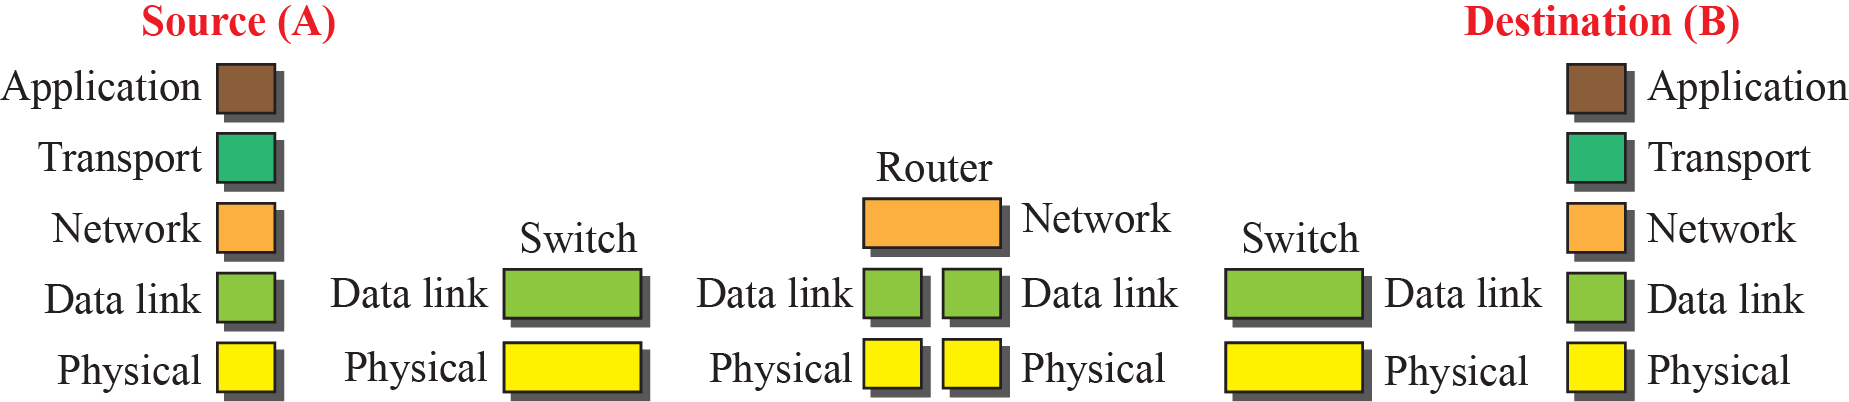 Source (A)
Destination (B)
Application
Transport
Network
Data link
Physical
Switch
Data link
Physical
Router
Network
Data link
Data link
Physical
Physical
Switch
Data link
Physical
Application
Transport
Network
Data link
Physical